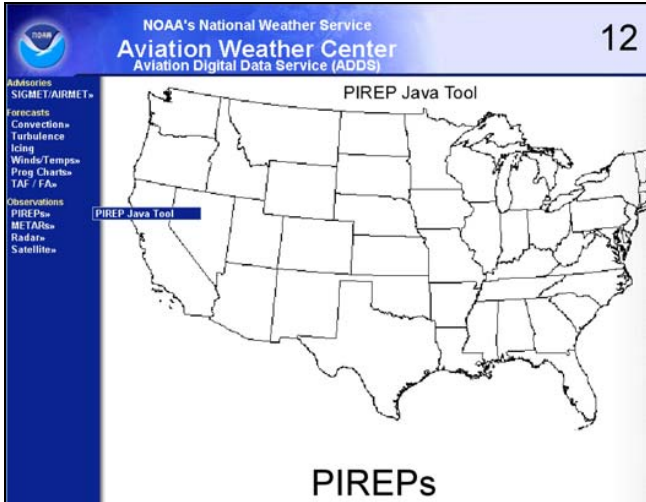 NOAA
NOAA's National Weather Service
Aviation Weather Center
Aviation Digital Data Service (ADDS)
12
Advisories
SIGMET/AIRMET»
Forecasts
Convection»
Turbulence
Icing
Winds/Temps»
Prog Charts»
TAF / FA»
Observations
PIREPs»
METARs»
Radar»
Satellite»
PIREP Java Tool
PIREP Java Tool
PIREPs